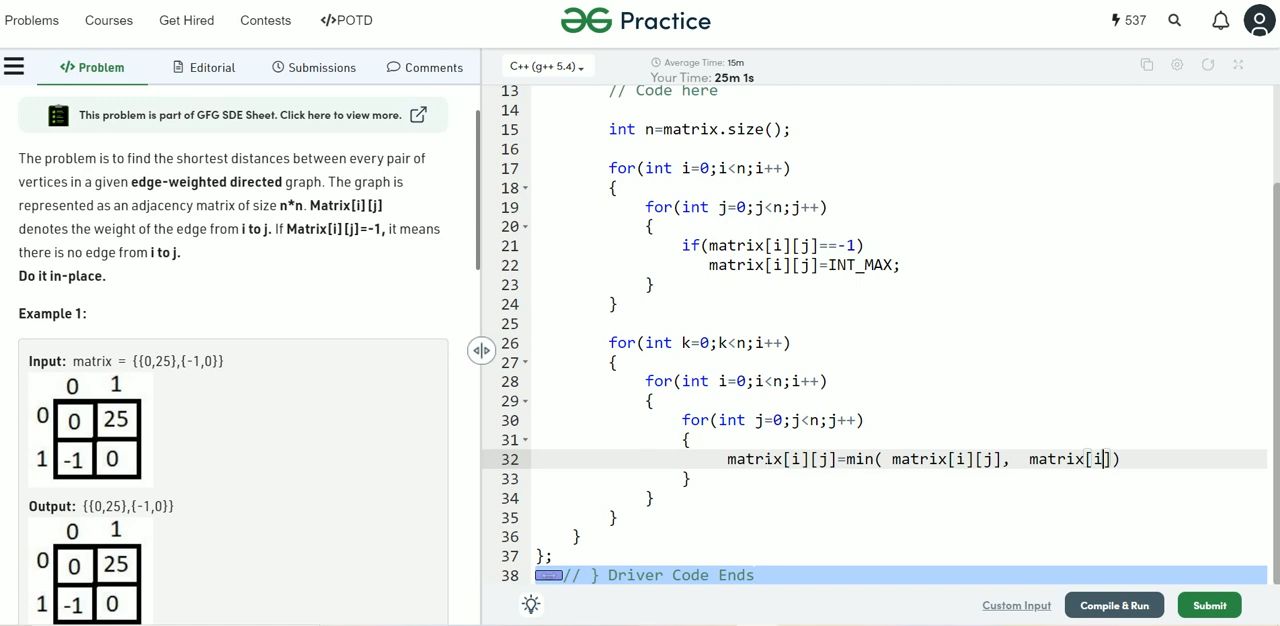 Problems Courses Get Hired Contests </>POTD Practice 537
</> Problem Editorial Submissions Comments
C++ (g++ 5.4) Average Time: 15m
Your Time: 25m 1s
This problem is part of GFG SDE Sheet. Click here to view more.
The problem is to find the shortest distances between every pair of
vertices in a given edge-weighted directed graph. The graph is
represented as an adjacency matrix of size n*n. Matrix[i][j]
denotes the weight of the edge from i to j. If Matrix[i][j]=-1, it means
there is no edge from i to j.
Do it in-place.
Example 1:
Input: matrix = {{0,25},{-1,0}}
0 1
0 0 25
1 -1 0
Output: {{0,25},{-1,0}}
0 1
0 0 25
1 -1 0
13 // Code here
14
15 int n=matrix.size();
16
17 for(int i=0;i<n;i++)
18 {
19 for(int j=0;j<n;j++)
20 {
21 if(matrix[i][j]==-1)
22 matrix[i][j]=INT_MAX;
23 }
24 }
25
26 for(int k=0;k<n;i++)
27 {
28 for(int i=0;i<n;i++)
29 {
30 for(int j=0;j<n;j++)
31 {
32 matrix[i][j]=min( matrix[i][j], matrix[i])
33 }
34 }
35 }
36 }
37 };
38 // } Driver Code Ends
Custom Input Compile & Run Submit